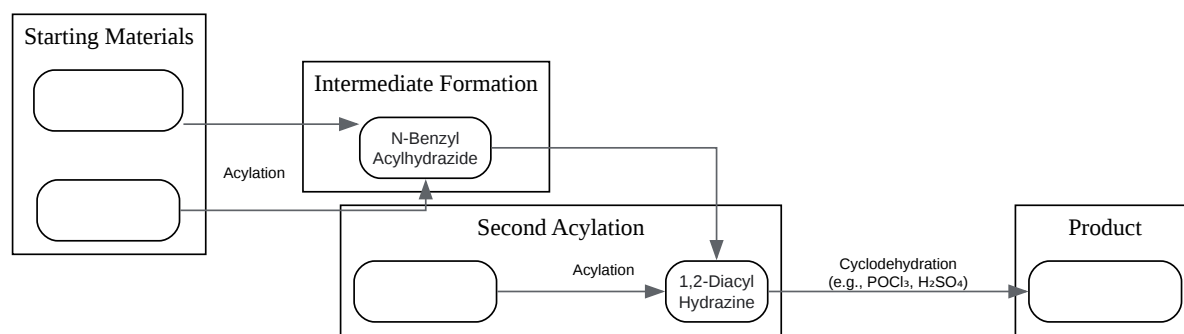 Starting Materials
Intermediate Formation
N-Benzyl
Acylhydrazide
Acylation
Second Acylation
Product
Acylation
1,2-Diacyl
Hydrazine
Cyclodehydration
(e.g., POCl₃, H₂SO₄)